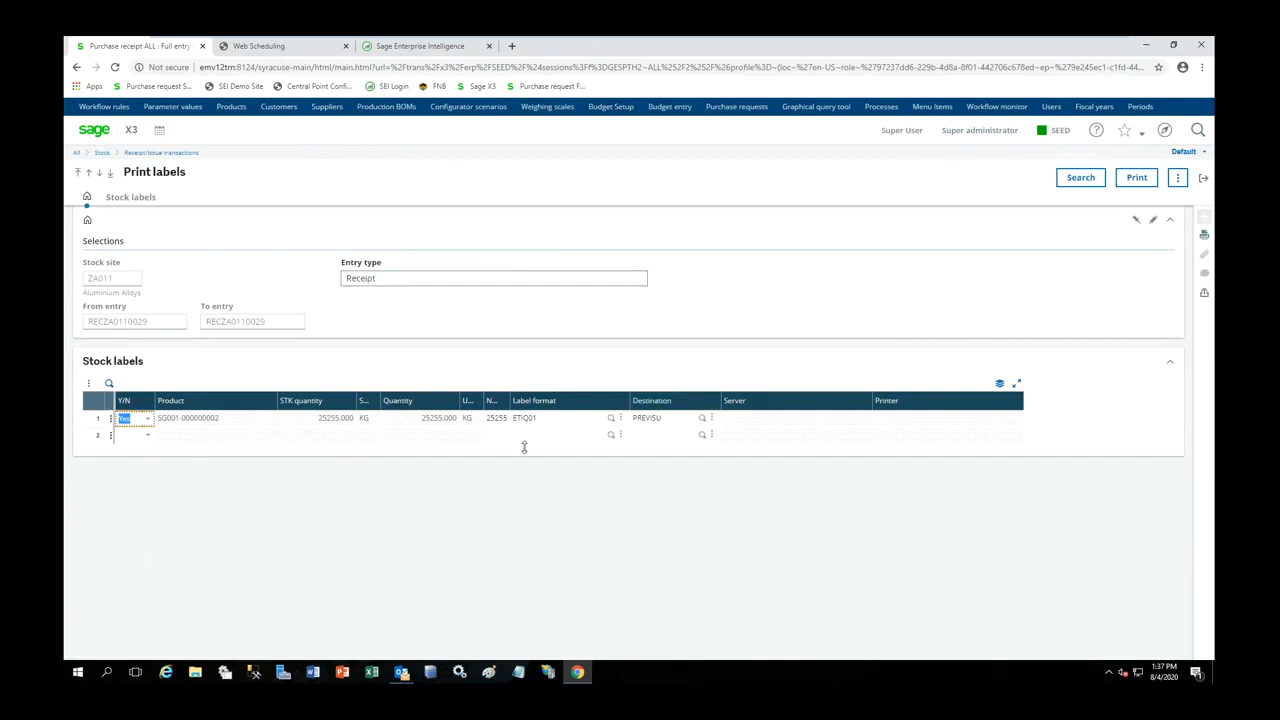 Purchase receipt ALL : Full entry
Web Scheduling
Sage Enterprise Intelligence
Not secure
Apps
Purchase request S...
SEI Demo Site
Central Point Confi...
SEI Login
FNB
Sage X3
Purchase request F...
Workflow rules
Parameter values
Products
Customers
Suppliers
Production BOMs
Configurator scenarios
Weighing scales
Budget Setup
Budget entry
Purchase requests
Graphical query tool
Processes
Menu Items
Workflow monitor
Users
Fiscal years
Periods
sage X3
Super User
Super administrator
SEED
All > Stock > Receipt/issue transactions
Default
Print labels
Search
Print
Stock labels
Selections
Stock site
Entry type
ZA011
Receipt
Aluminium Alloys
From entry
To entry
RECZA0110029
RECZA0110029
Stock labels
Y/N Product STK quantity S... Quantity U... N... Label format Destination Server Printer
1 Yes SG001-000000002 25255.000 KG 25255.000 KG 25255 ETIQ01 PREVISU
2
1:37 PM
8/4/2020